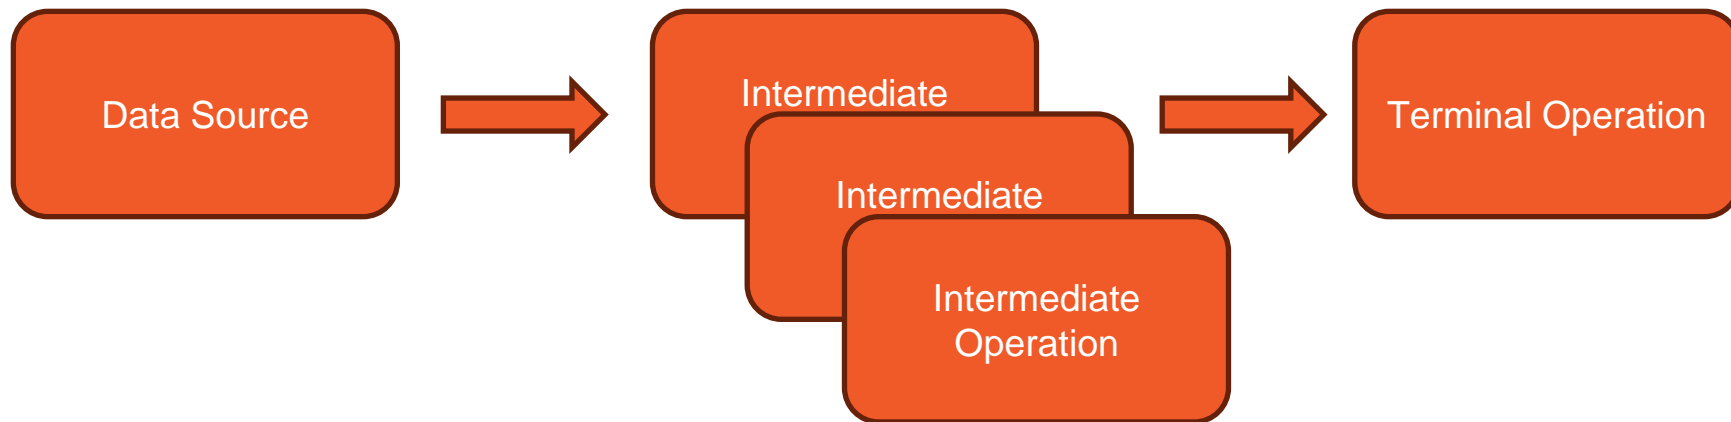 Data Source
Intermediate
Intermediate
Intermediate
Operation
Terminal Operation